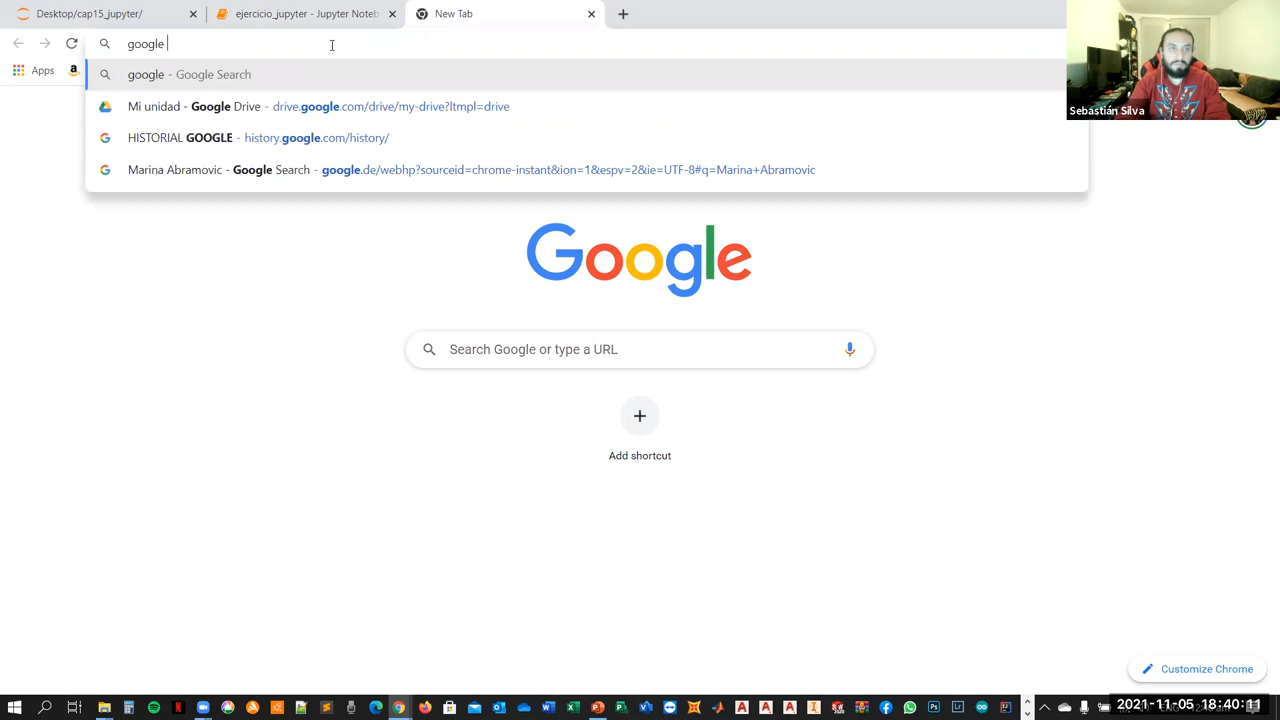 Desktop/cap15_jupyter/
ejercicio_jupyter - Jupyter Noteb
New Tab
google
Apps
google - Google Search
Mi unidad - Google Drive - drive.google.com/drive/my-drive?ltmpl=drive
HISTORIAL GOOGLE - history.google.com/history/
Marina Abramovic - Google Search - google.de/webhp?sourceid=chrome-instant&ion=1&espv=2&ie=UTF-8#q=Marina+Abramovic
Sebastián Silva
Google
Search Google or type a URL
Add shortcut
Customize Chrome
2021-11-05 18:40:11